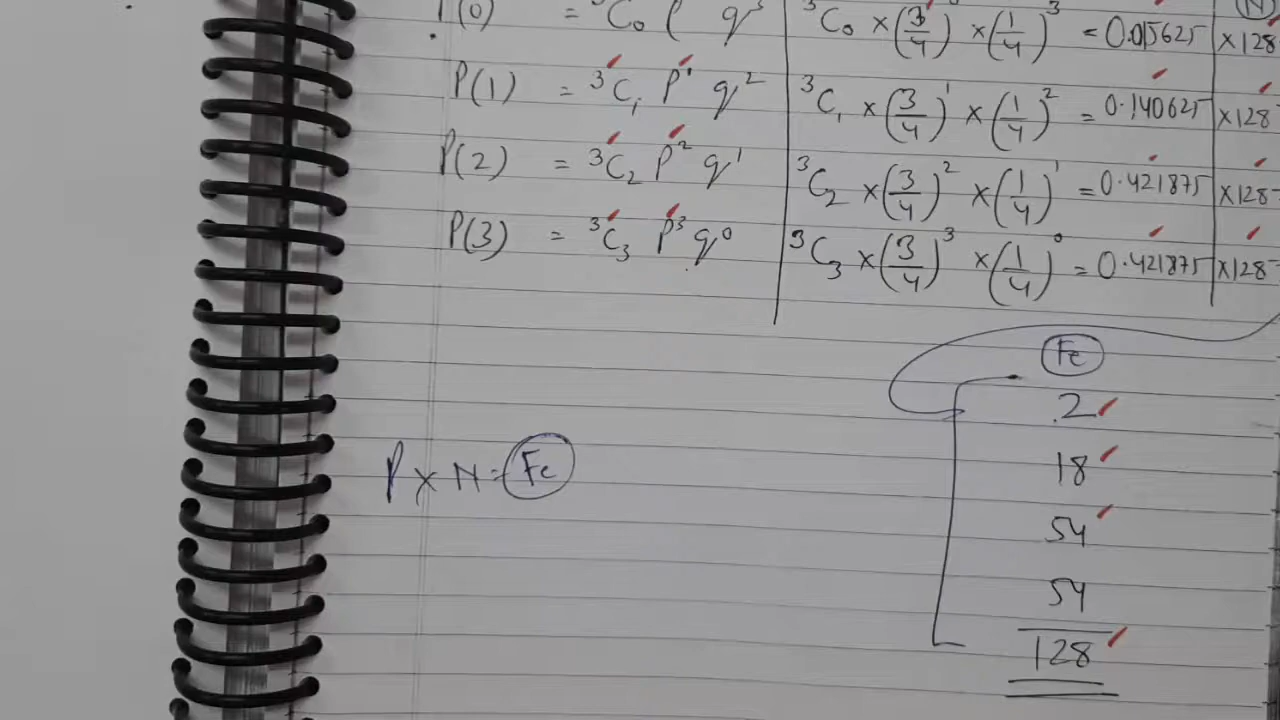 P(0) = ³C₀ P q³ ³C₀ × (3/4)⁰ × (1/4)³ = 0.015625 ×128 (N)
P(1) = ³C₁ P¹ q² ³C₁ × (3/4)¹ × (1/4)² = 0.140625 ×128
P(2) = ³C₂ P² q¹ ³C₂ × (3/4)² × (1/4)¹ = 0.421875 ×128
P(3) = ³C₃ P³ q⁰ ³C₃ × (3/4)³ × (1/4)⁰ = 0.421875 ×128
Fe
2
18
P × N = Fe
54
54
128